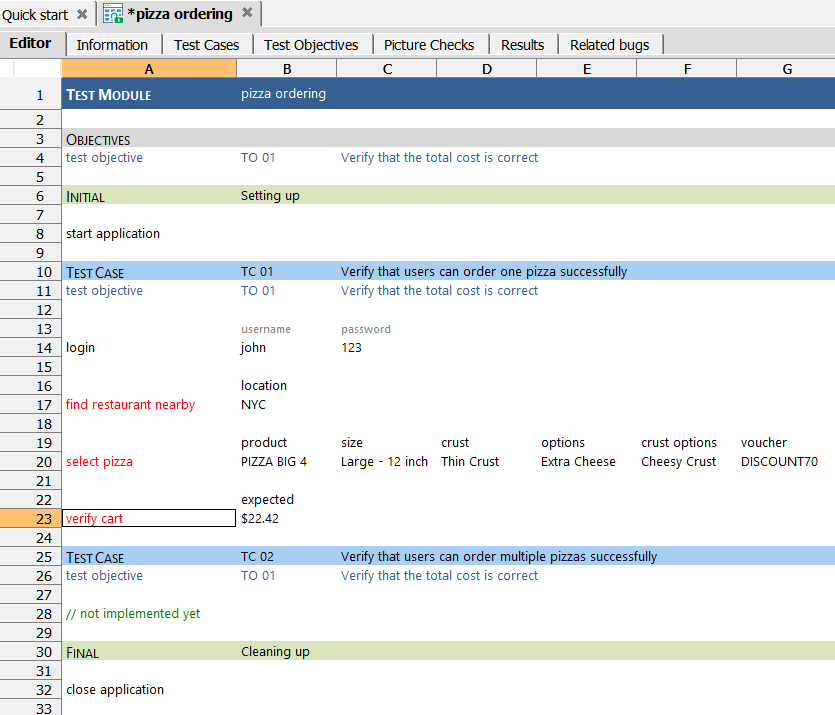 Quick start *pizza ordering
Editor Information Test Cases Test Objectives Picture Checks Results Related bugs
A B C D E F G
1 TEST MODULE pizza ordering
2
3 OBJECTIVES
4 test objective TO 01 Verify that the total cost is correct
5
6 INITIAL Setting up
7
8 start application
9
10 TEST CASE TC 01 Verify that users can order one pizza successfully
11 test objective TO 01 Verify that the total cost is correct
12
13 username password
14 login john 123
15
16 location
17 find restaurant nearby NYC
18
19 product size crust options crust options voucher
20 select pizza PIZZA BIG 4 Large - 12 inch Thin Crust Extra Cheese Cheesy Crust DISCOUNT70
21
22 expected
23 verify cart $22.42
24
25 TEST CASE TC 02 Verify that users can order multiple pizzas successfully
26 test objective TO 01 Verify that the total cost is correct
27
28 // not implemented yet
29
30 FINAL Cleaning up
31
32 close application
33